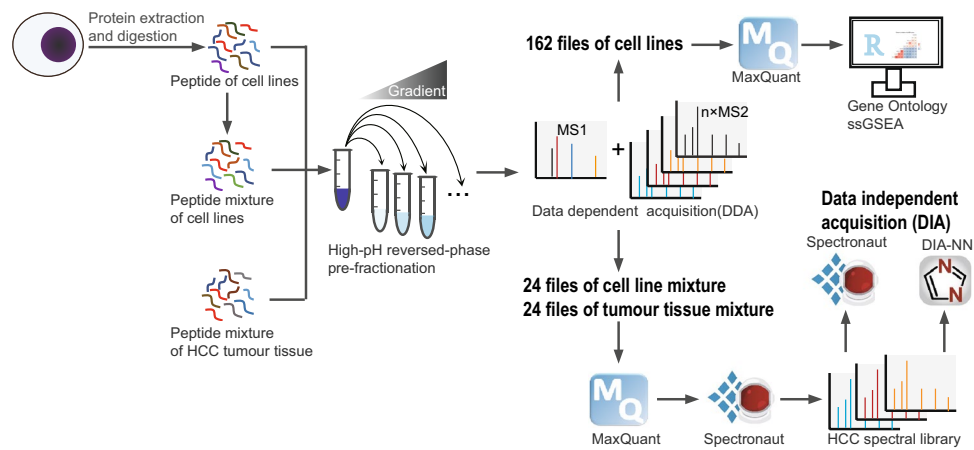 Protein extraction
and digestion
Peptide of cell lines
Peptide mixture
of cell lines
Peptide mixture
of HCC tumour tissue
Gradient
High-pH reversed-phase
pre-fractionation
162 files of cell lines
M
Q
MaxQuant
R
Gene Ontology
ssGSEA
MS1
+
n×MS2
Data dependent acquisition(DDA)
24 files of cell line mixture
24 files of tumour tissue mixture
M
Q
MaxQuant
Spectronaut
HCC spectral library
Data independent
acquisition (DIA)
Spectronaut
DIA-NN
N
N